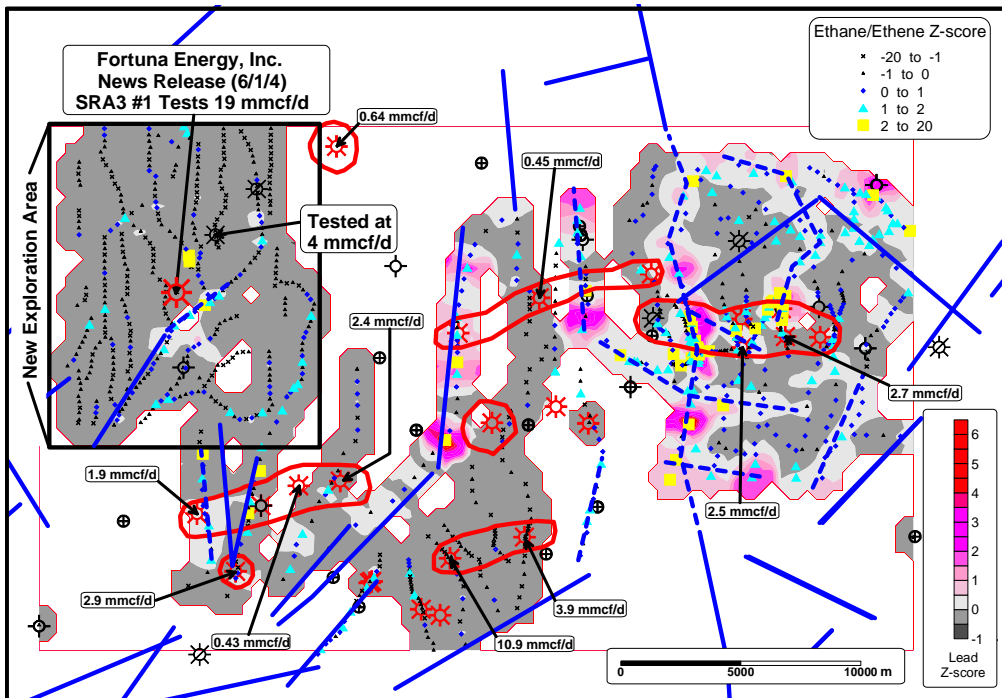 Fortuna Energy, Inc.
News Release (6/1/4)
SRA3 #1 Tests 19 mmcf/d
Ethane/Ethene Z-score
-20 to -1
-1 to 0
0 to 1
1 to 2
2 to 20
0.64 mmcf/d
0.45 mmcf/d
New Exploration Area
Tested at
4 mmcf/d
2.4 mmcf/d
2.7 mmcf/d
1.9 mmcf/d
2.5 mmcf/d
2.9 mmcf/d
0.43 mmcf/d
3.9 mmcf/d
10.9 mmcf/d
6
5
4
3
2
1
0
-1
Lead
Z-score
0
5000
10000 m